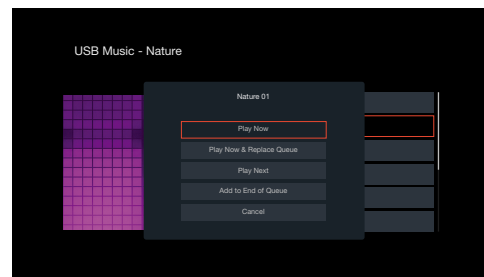 USB Music - Nature
Nature 01
Play Now
Play Now & Replace Queue
Play Next
Add to End of Queue
Cancel